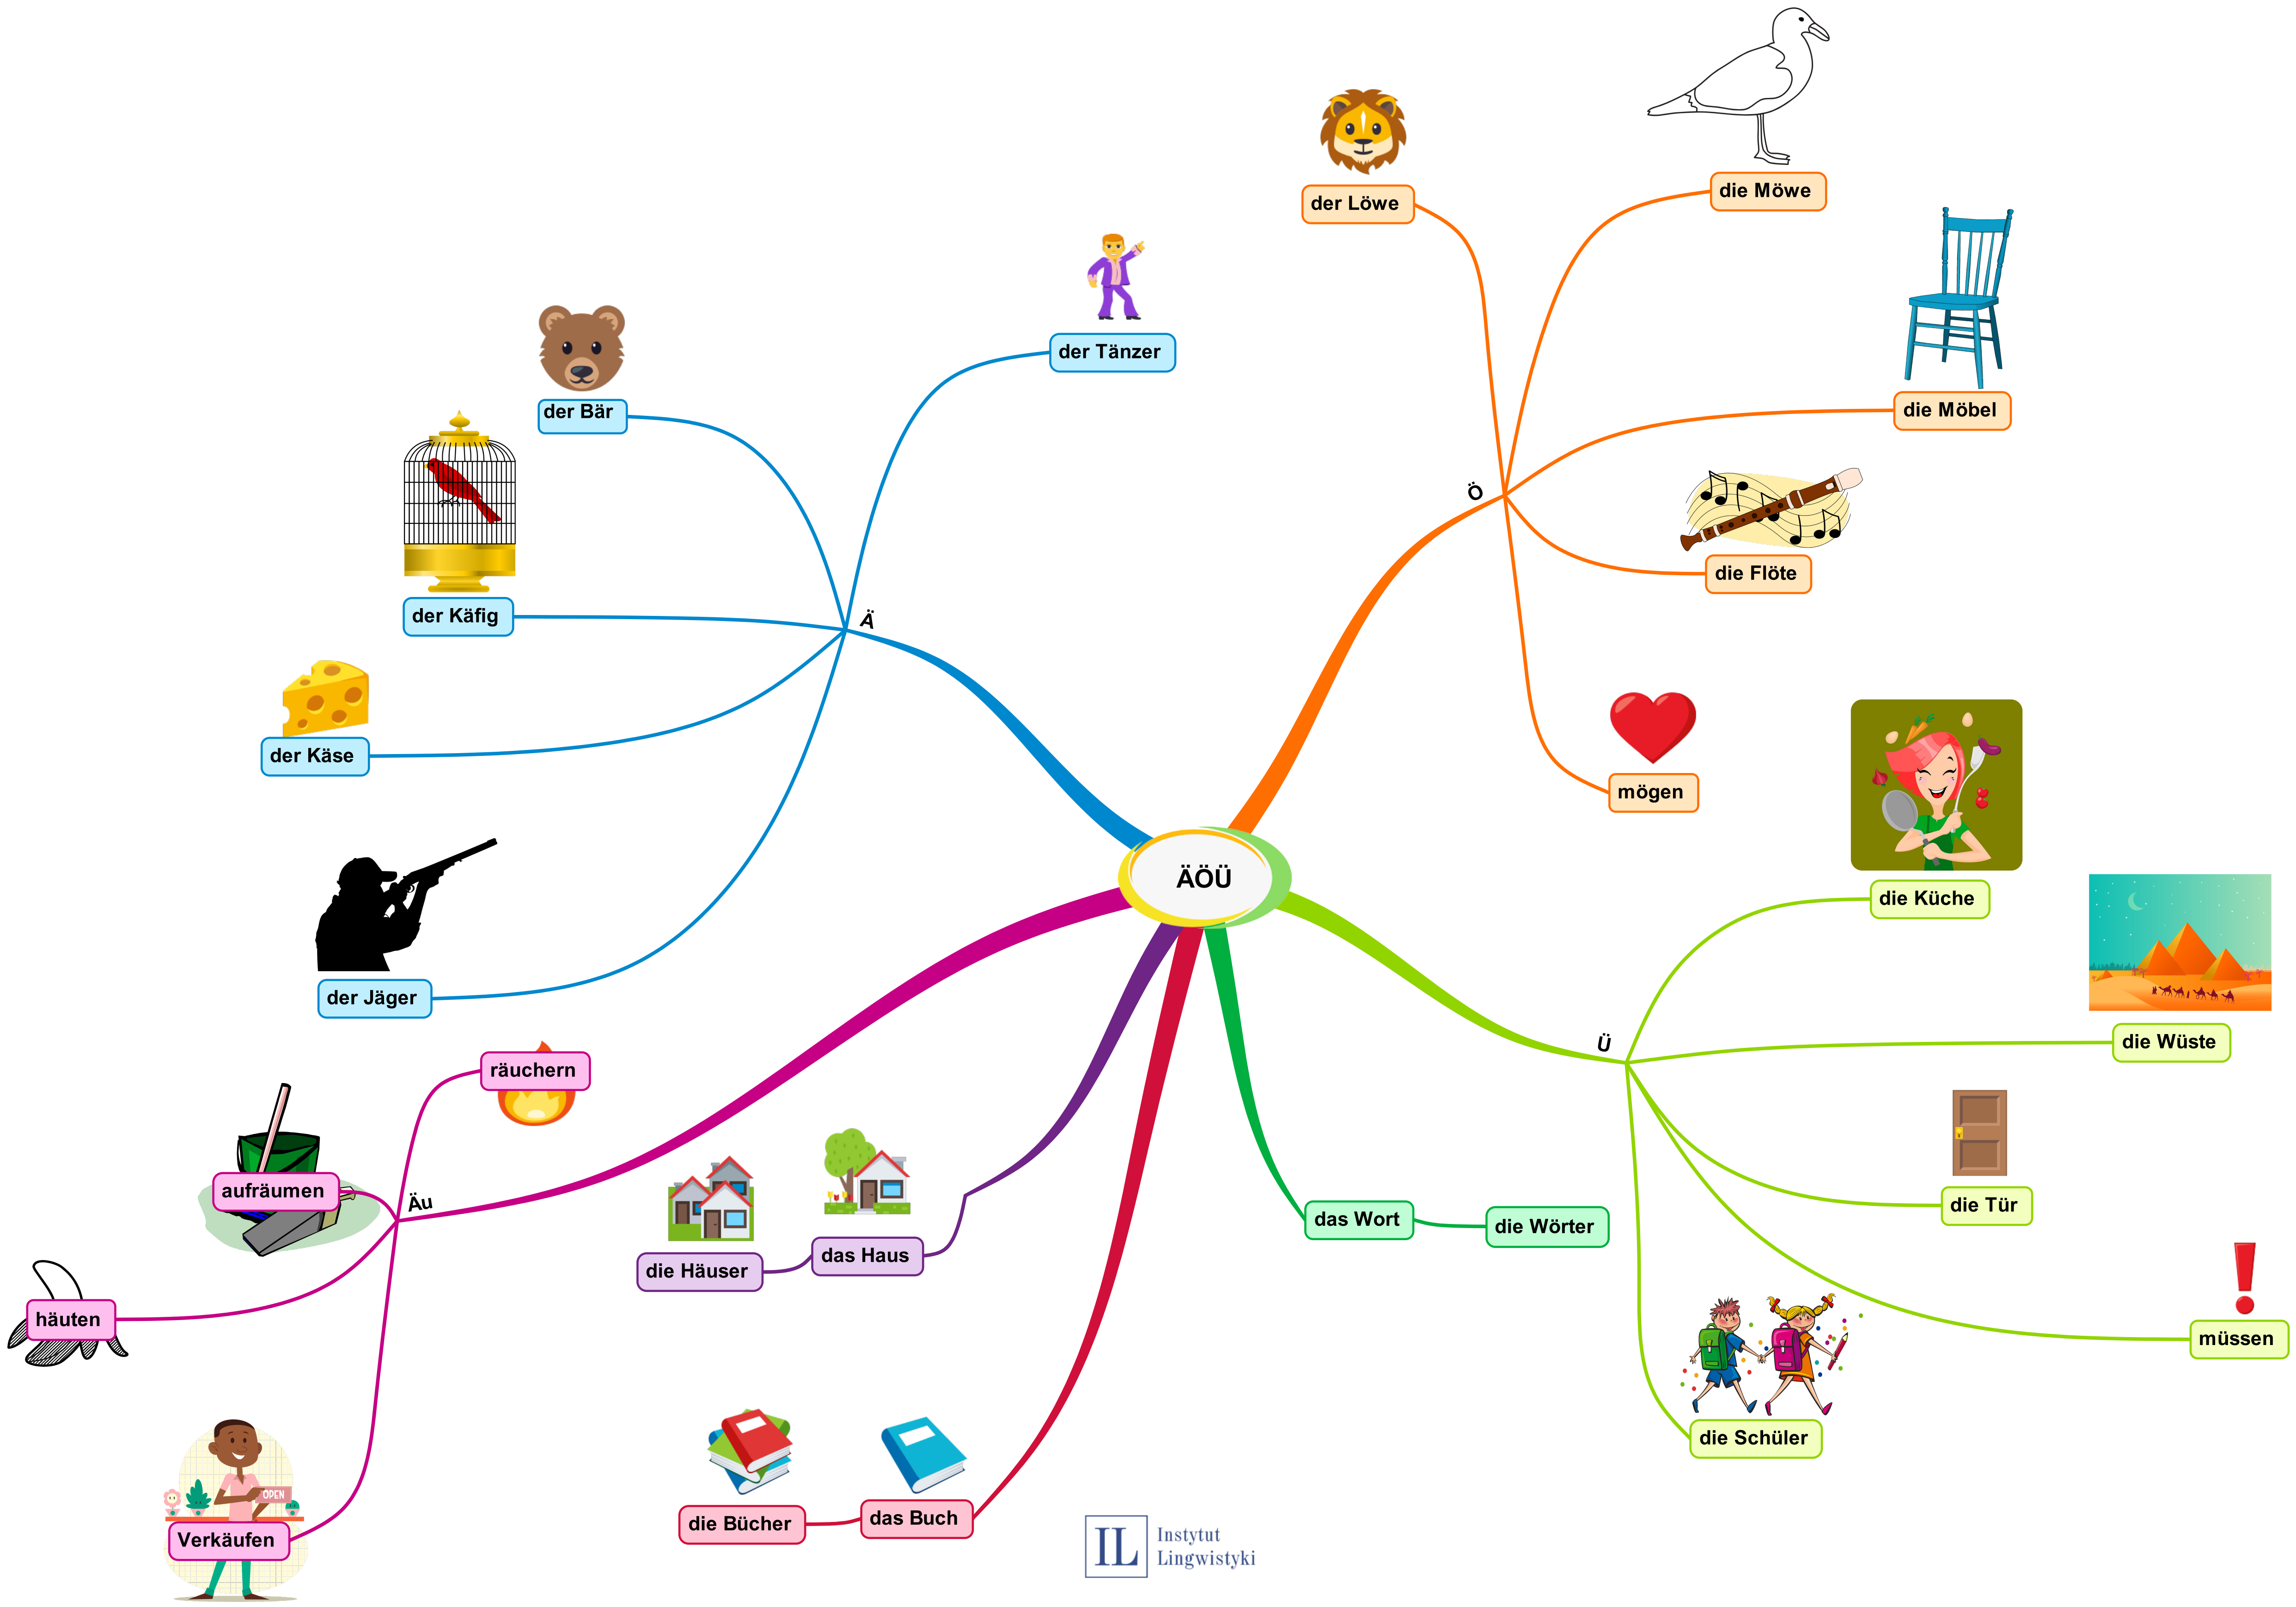 ÄÖÜ
Ö
der Löwe
die Möwe
die Möbel
die Flöte
mögen
Ü
die Küche
die Wüste
die Tür
müssen
die Schüler
das Wort
die Wörter
das Buch
die Bücher
das Haus
die Häuser
Äu
räuchern
aufräumen
häuten
OPEN
Verkäufen
Ä
der Tänzer
der Bär
der Käfig
der Käse
der Jäger
IL
Instytut
Lingwistyki